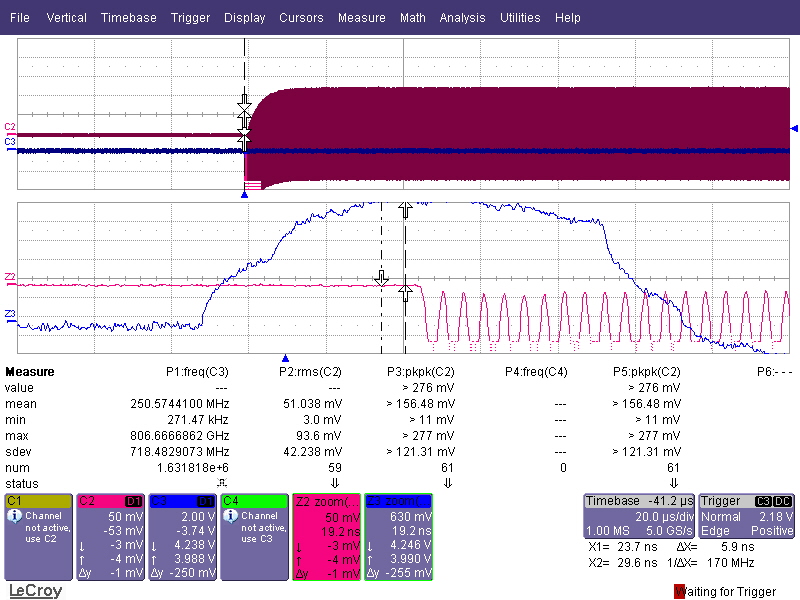 File Vertical Timebase Trigger Display Cursors Measure Math Analysis Utilities Help
C2
C3
Z2
Z3
Measure P1:freq(C3) P2:rms(C2) P3:pkpk(C2) P4:freq(C4) P5:pkpk(C2) P6:- - -
value --- --- > 276 mV > 276 mV
mean 250.5744100 MHz 51.038 mV > 156.48 mV --- > 156.48 mV
min 271.47 kHz 3.0 mV > 11 mV --- > 11 mV
max 806.6666862 GHz 93.6 mV > 277 mV --- > 277 mV
sdev 718.4829073 MHz 42.238 mV > 121.31 mV --- > 121.31 mV
num 1.631818e+6 59 61 0 61
status
C1
Channel
not active,
use C2
C2 D1
50 mV
-53 mV
↓ -3 mV
↑ -4 mV
Δy -1 mV
C3 D1
2.00 V
-3.74 V
↓ 4.238 V
↑ 3.988 V
Δy -250 mV
C4
Channel
not active,
use C3
Z2 zoom(...
50 mV
19.2 ns
↓ -3 mV
↑ -4 mV
Δy -1 mV
Z3 zoom(...
630 mV
19.2 ns
↓ 4.246 V
↑ 3.990 V
Δy -255 mV
Timebase -41.2 µs
20.0 µs/div
1.00 MS 5.0 GS/s
Trigger C3 DC
Normal 2.18 V
Edge Positive
X1= 23.7 ns ΔX= 5.9 ns
X2= 29.6 ns 1/ΔX= 170 MHz
LeCroy
Waiting for Trigger